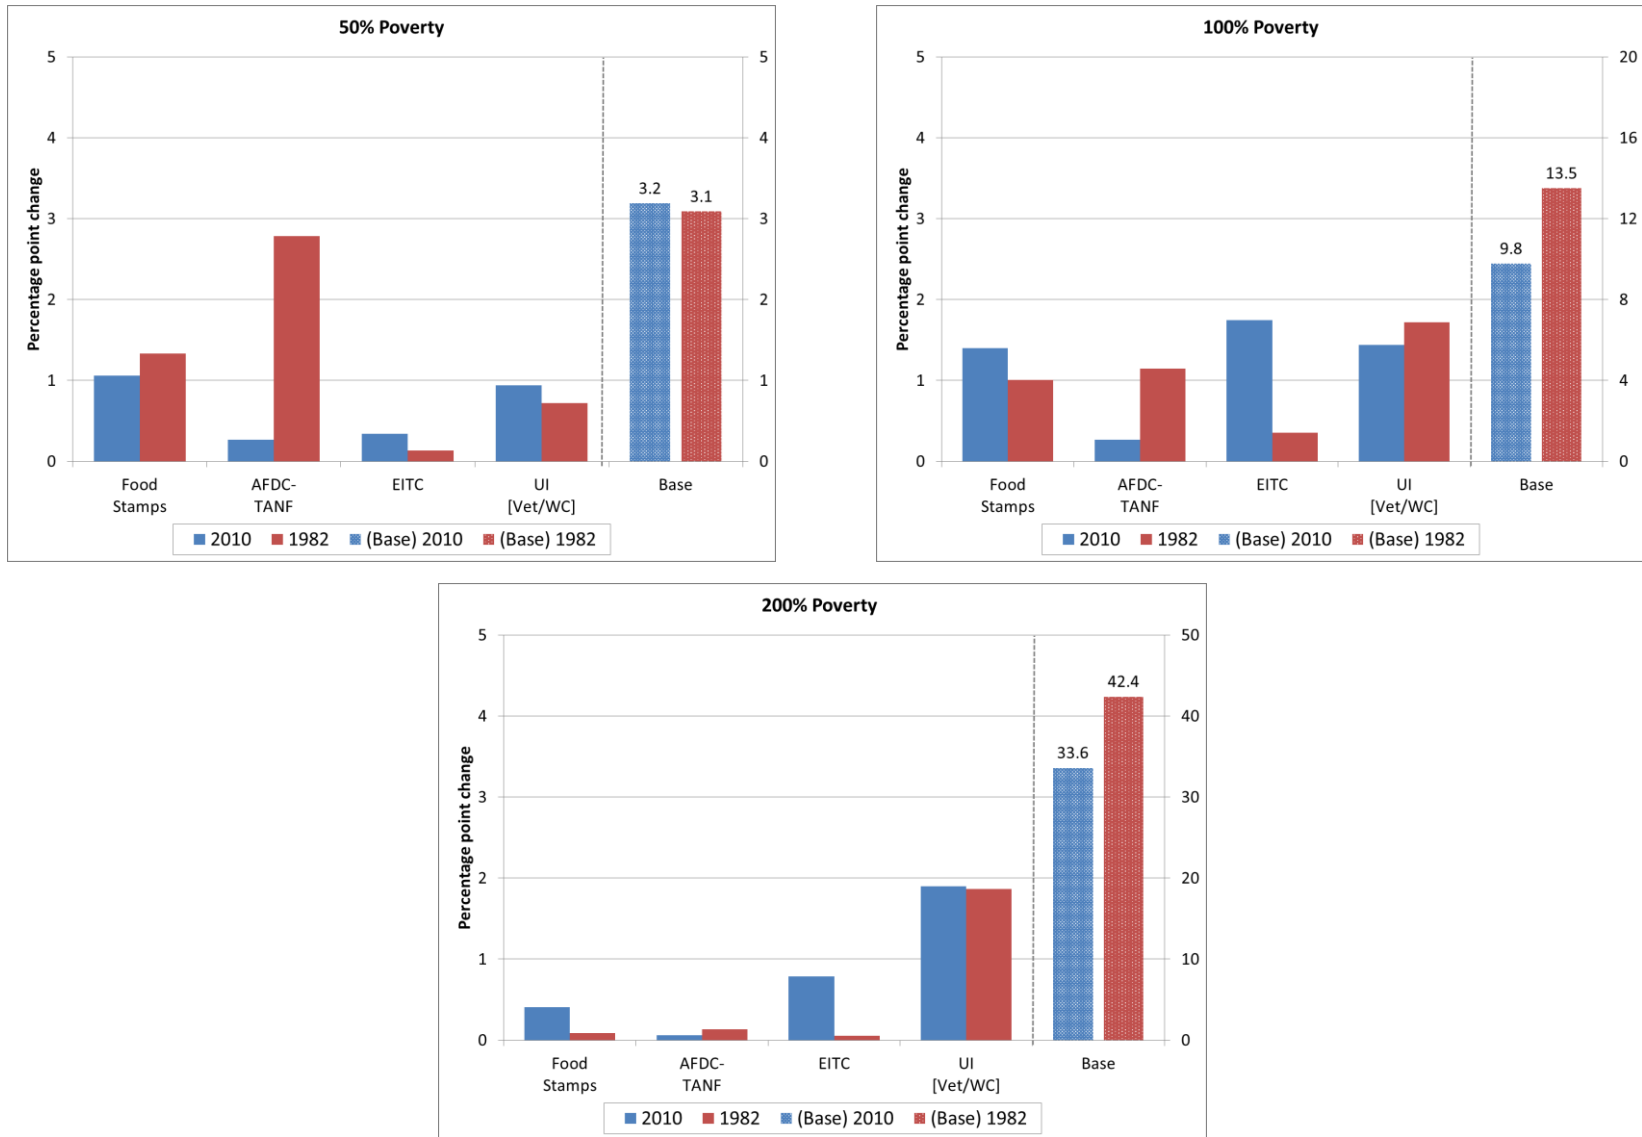 50% Poverty
Percentage point change
5 5
4 4
3 3
2 2
1 1
0 0
3.2 3.1
Food Stamps AFDC-TANF EITC UI [Vet/WC] Base
2010 1982 (Base) 2010 (Base) 1982
100% Poverty
Percentage point change
5 20
4 16
3 12
2 8
1 4
0 0
9.8 13.5
Food Stamps AFDC-TANF EITC UI [Vet/WC] Base
2010 1982 (Base) 2010 (Base) 1982
200% Poverty
Percentage point change
5 50
4 40
3 30
2 20
1 10
0 0
33.6 42.4
Food Stamps AFDC-TANF EITC UI [Vet/WC] Base
2010 1982 (Base) 2010 (Base) 1982